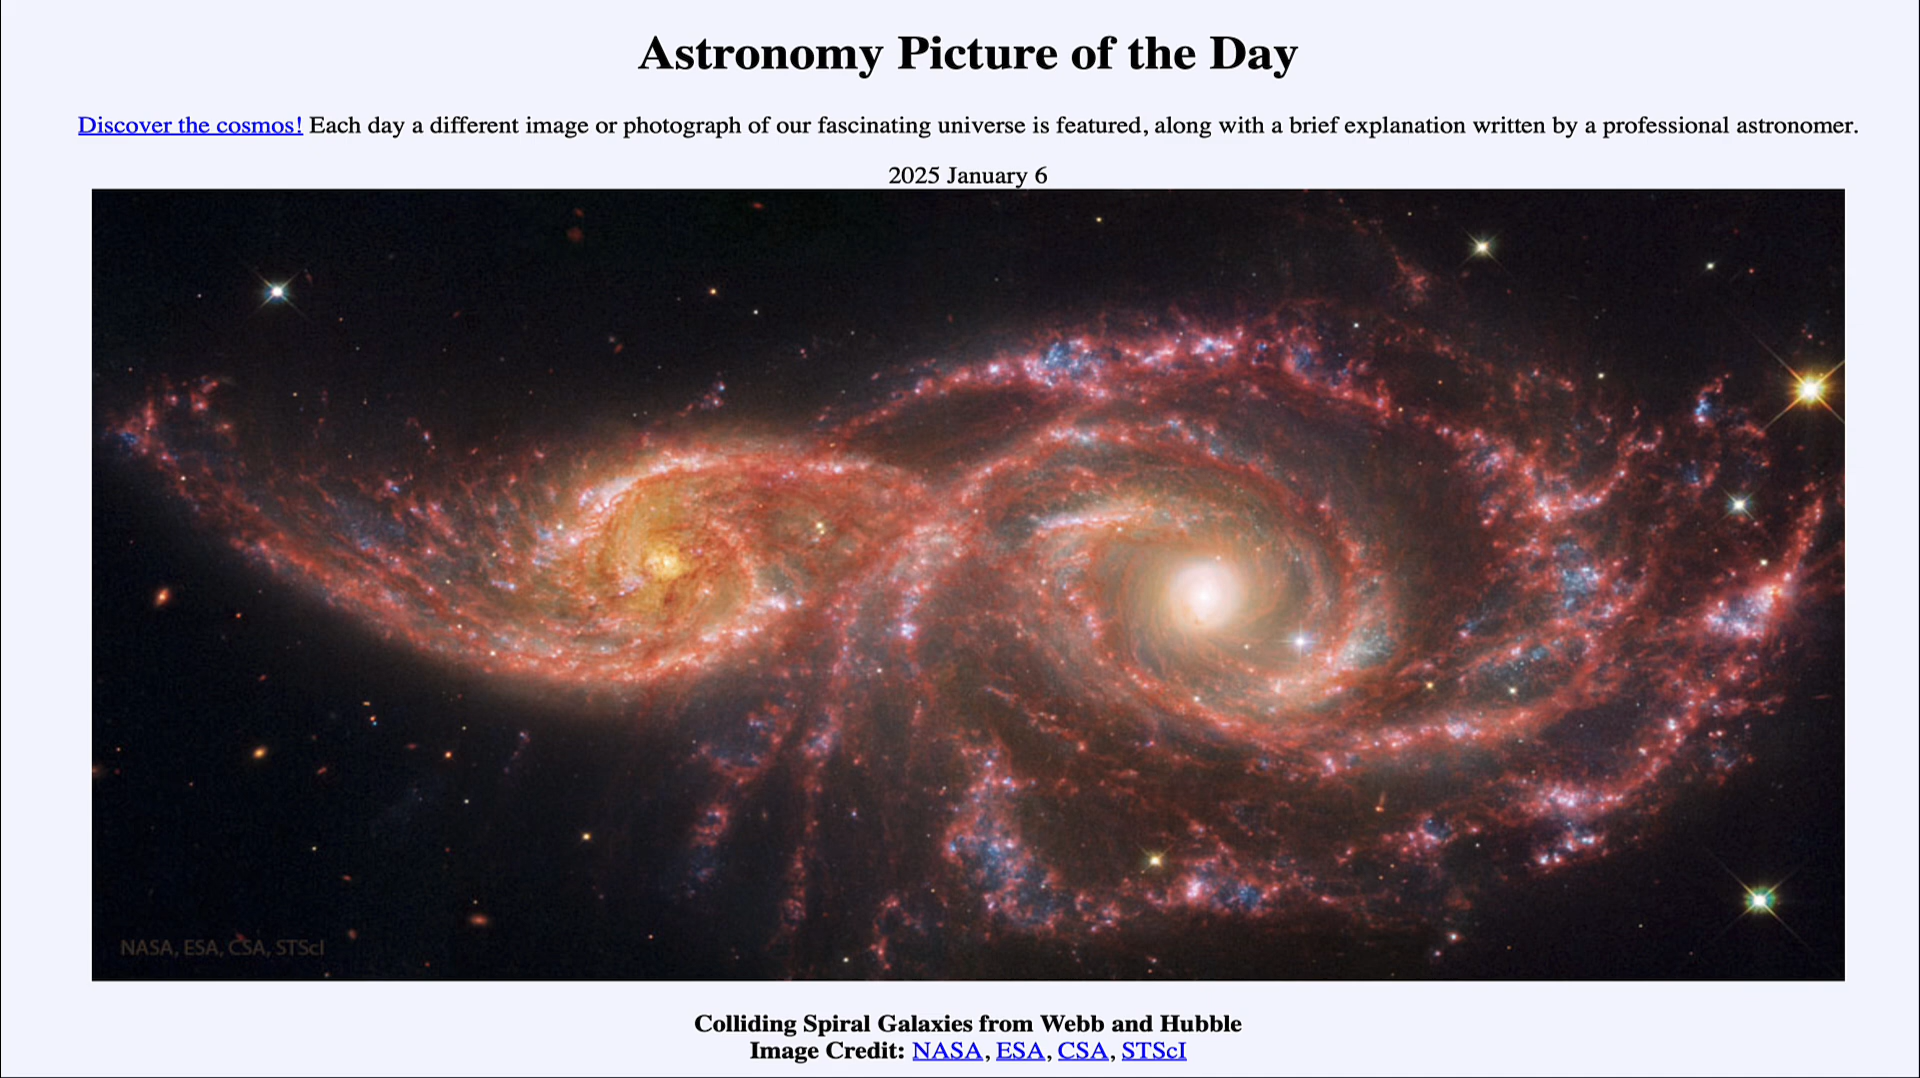 Astronomy Picture of the Day
Discover the cosmos! Each day a different image or photograph of our fascinating universe is featured, along with a brief explanation written by a professional astronomer.
2025 January 6
NASA, ESA, CSA, STScI
Colliding Spiral Galaxies from Webb and Hubble
Image Credit: NASA, ESA, CSA, STScI